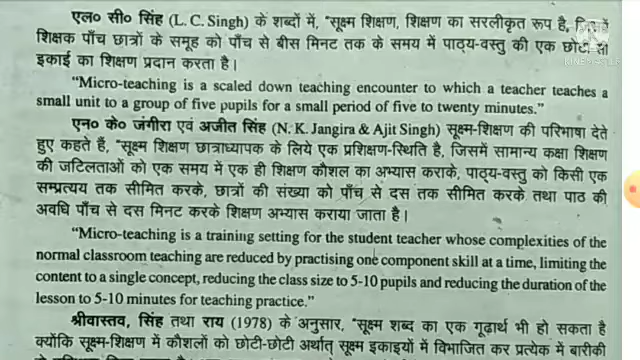 एल० सी० सिंह (L. C. Singh) के शब्दों में, "सूक्ष्म शिक्षण, शिक्षण का सरलीकृत रूप है,
शिक्षक पाँच छात्रों के समूह को पाँच से बीस मिनट तक के समय में पाठ्य-वस्तु की एक छोटी सी
इकाई का शिक्षण प्रदान करता है।
"Micro-teaching is a scaled down teaching encounter to which a teacher teaches a
small unit to a group of five pupils for a small period of five to twenty minutes."
एन० के० जंगीरा एवं अजीत सिंह (N. K. Jangira & Ajit Singh) सूक्ष्म-शिक्षण की परिभाषा देते
हुए कहते हैं, "सूक्ष्म शिक्षण छात्राध्यापक के लिये एक प्रशिक्षण-स्थिति है, जिसमें सामान्य कक्षा शिक्षण
की जटिलताओं को एक समय में एक ही शिक्षण कौशल का अभ्यास कराके, पाठ्य-वस्तु को किसी एक
सम्प्रत्यय तक सीमित करके, छात्रों की संख्या को पाँच से दस तक सीमित करके तथा पाठ की
अवधि पाँच से दस मिनट करके शिक्षण अभ्यास कराया जाता है।
"Micro-teaching is a training setting for the student teacher whose complexities of the
normal classroom teaching are reduced by practising one component skill at a time, limiting the
content to a single concept, reducing the class size to 5-10 pupils and reducing the duration of the
lesson to 5-10 minutes for teaching practice."
श्रीवास्तव, सिंह तथा राय (1978) के अनुसार, "सूक्ष्म शब्द का एक गूढ़ार्थ भी हो सकता है
क्योंकि सूक्ष्म-शिक्षण में कौशलों को छोटी-छोटी अर्थात् सूक्ष्म इकाइयों में विभाजित कर प्रत्येक में बारीकी
KINEMASTER